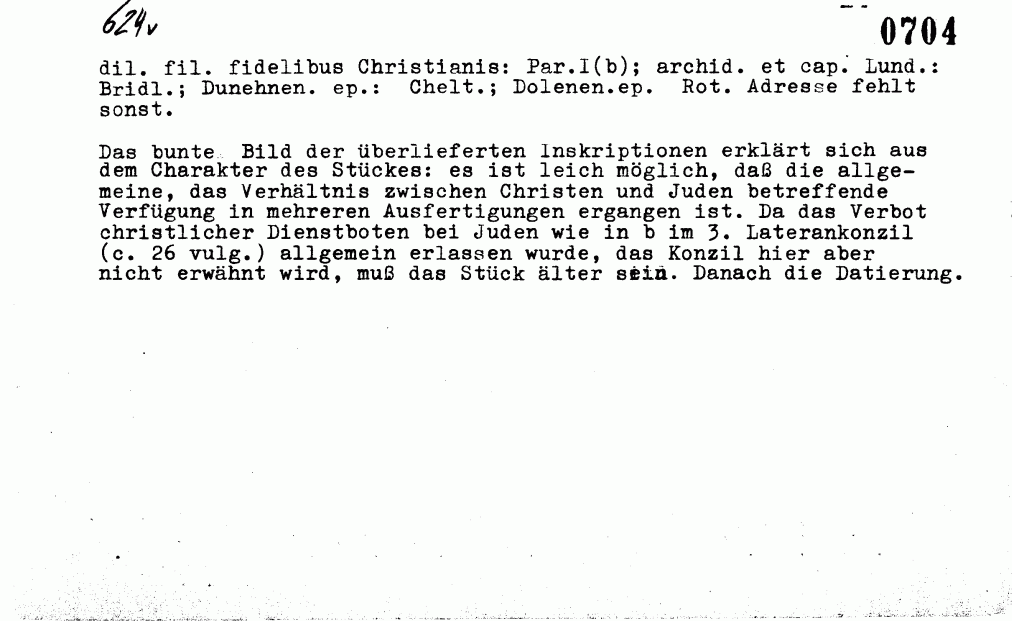 624v
0704
dil. fil. fidelibus Christianis: Par.I(b); archid. et cap. Lund.:
Bridl.; Dunehnen. ep.: Chelt.; Dolenen.ep. Rot. Adresse fehlt
sonst.
Das bunte Bild der überlieferten Inskriptionen erklärt sich aus
dem Charakter des Stückes: es ist leich möglich, daß die allge-
meine, das Verhältnis zwischen Christen und Juden betreffende
Verfügung in mehreren Ausfertigungen ergangen ist. Da das Verbot
christlicher Dienstboten bei Juden wie in b im 3. Laterankonzil
(c. 26 vulg.) allgemein erlassen wurde, das Konzil hier aber
nicht erwähnt wird, muß das Stück älter sein. Danach die Datierung.